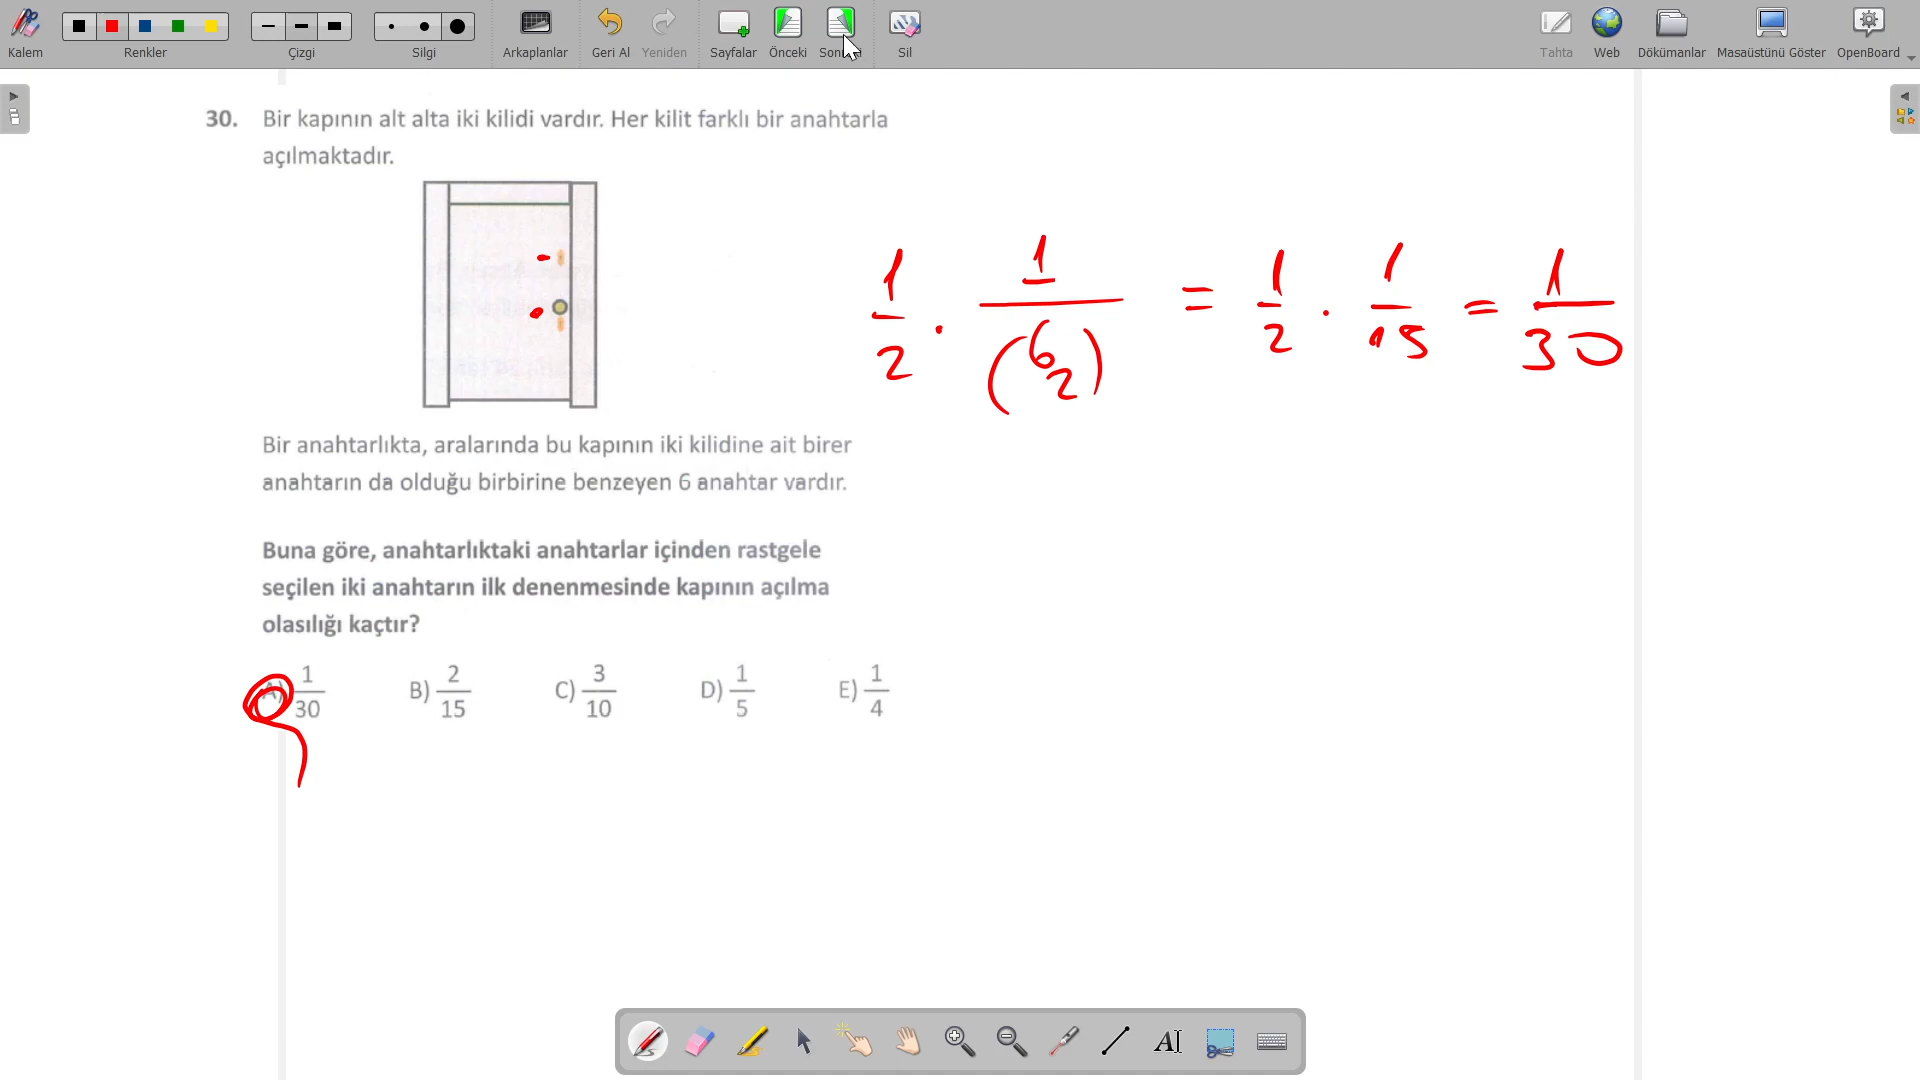 Kalem
Renkler
Çizgi
Silgi
Arkaplanlar
Geri Al
Yeniden
Sayfalar
Önceki
Sil
Tahta
Web
Dökümanlar
Masaüstünü Göster
OpenBoard
30. Bir kapının alt alta iki kilidi vardır. Her kilit farklı bir anahtarla
açılmaktadır.
1/2 · 1/(6 2) = 1/2 · 1/15 = 1/30
Bir anahtarlıkta, aralarında bu kapının iki kilidine ait birer
anahtarın da olduğu birbirine benzeyen 6 anahtar vardır.
Buna göre, anahtarlıktaki anahtarlar içinden rastgele
seçilen iki anahtarın ilk denenmesinde kapının açılma
olasılığı kaçtır?
A) 1/30 B) 2/15 C) 3/10 D) 1/5 E) 1/4